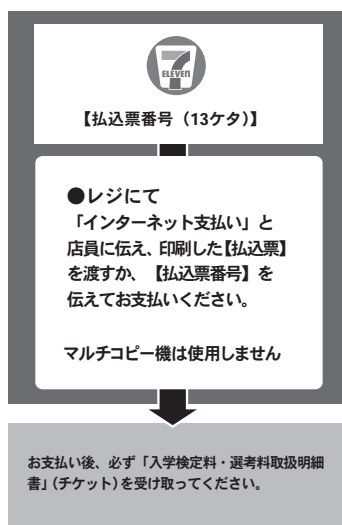 7
ELEVEn
【払込票番号（13ケタ）】
●レジにて
「インターネット支払い」と
店員に伝え、印刷した【払込票】
を渡すか、【払込票番号】を
伝えてお支払いください。
マルチコピー機は使用しません
お支払い後、必ず「入学検定料・選考料取扱明細
書」（チケット）を受け取ってください。